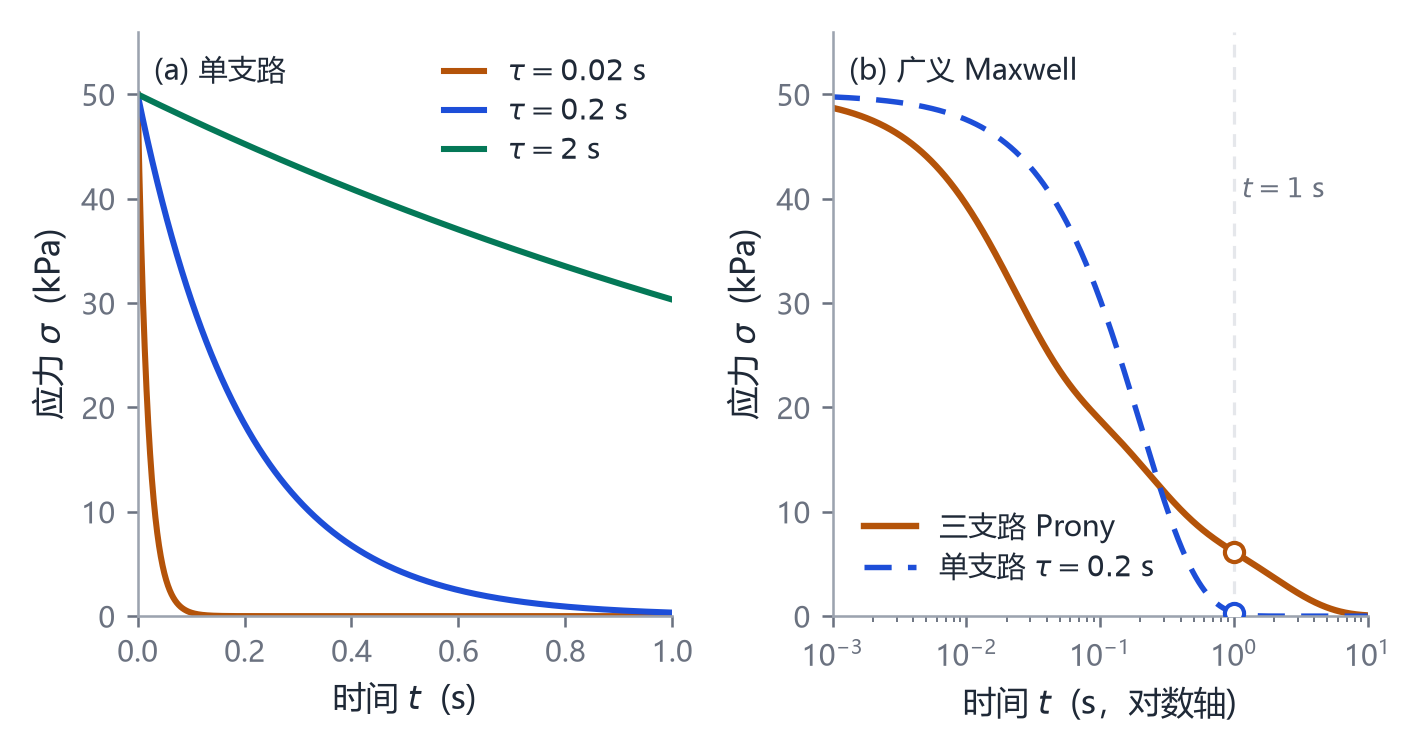 (a) 单支路
τ = 0.02 s
τ = 0.2 s
τ = 2 s
应力 σ (kPa)
50
40
30
20
10
0
0.0 0.2 0.4 0.6 0.8 1.0
时间 t (s)
(b) 广义 Maxwell
t = 1 s
三支路 Prony
单支路 τ = 0.2 s
应力 σ (kPa)
50
40
30
20
10
0
10⁻³ 10⁻² 10⁻¹ 10⁰ 10¹
时间 t (s，对数轴)